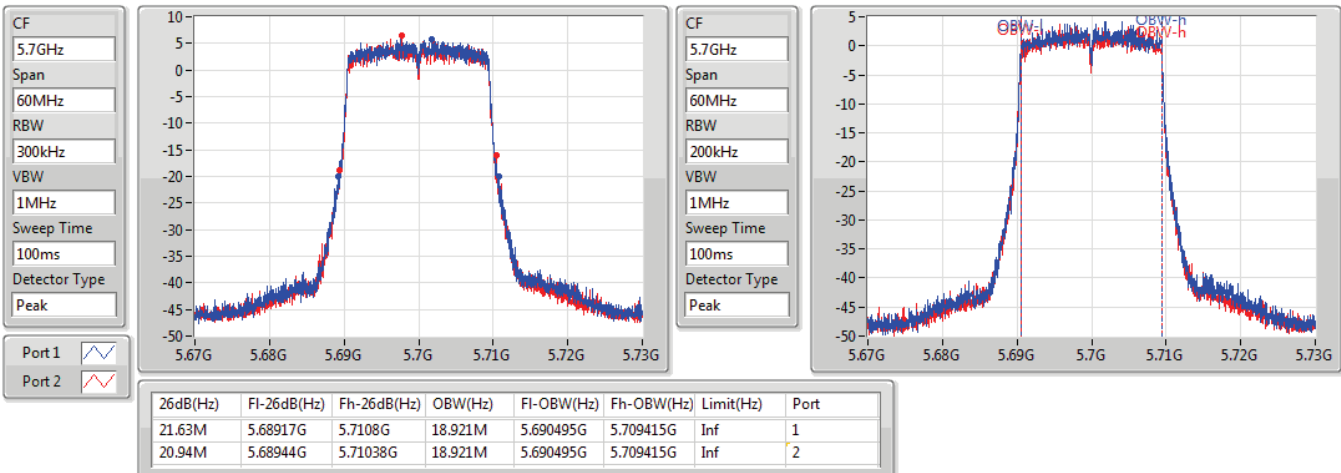 CF
5.7GHz
Span
60MHz
RBW
300kHz
VBW
1MHz
Sweep Time
100ms
Detector Type
Peak
Port 1
Port 2
10
5
0
-5
-10
-15
-20
-25
-30
-35
-40
-45
-50
5.67G 5.68G 5.69G 5.7G 5.71G 5.72G 5.73G
CF
5.7GHz
Span
60MHz
RBW
200kHz
VBW
1MHz
Sweep Time
100ms
Detector Type
Peak
OBW-l OBW-h
OBW-l OBW-h
5
0
-5
-10
-15
-20
-25
-30
-35
-40
-45
-50
5.67G 5.68G 5.69G 5.7G 5.71G 5.72G 5.73G
26dB(Hz) Fl-26dB(Hz) Fh-26dB(Hz) OBW(Hz) Fl-OBW(Hz) Fh-OBW(Hz) Limit(Hz) Port
21.63M 5.68917G 5.7108G 18.921M 5.690495G 5.709415G Inf 1
20.94M 5.68944G 5.71038G 18.921M 5.690495G 5.709415G Inf 2